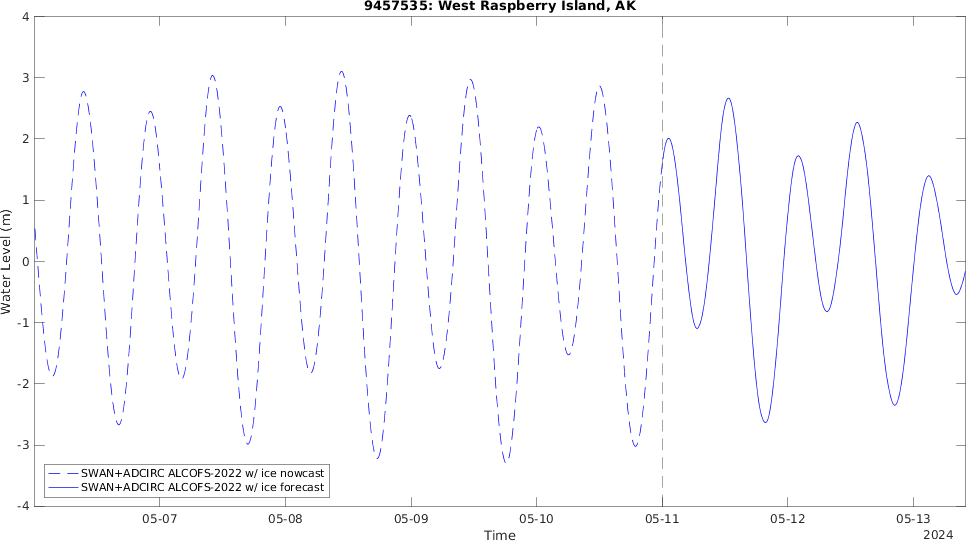 9457535: West Raspberry Island, AK
Water Level (m)
4
3
2
1
0
-1
-2
-3
-4
SWAN+ADCIRC ALCOFS-2022 w/ ice nowcast
SWAN+ADCIRC ALCOFS-2022 w/ ice forecast
05-07 05-08 05-09 05-10 05-11 05-12 05-13
Time
2024